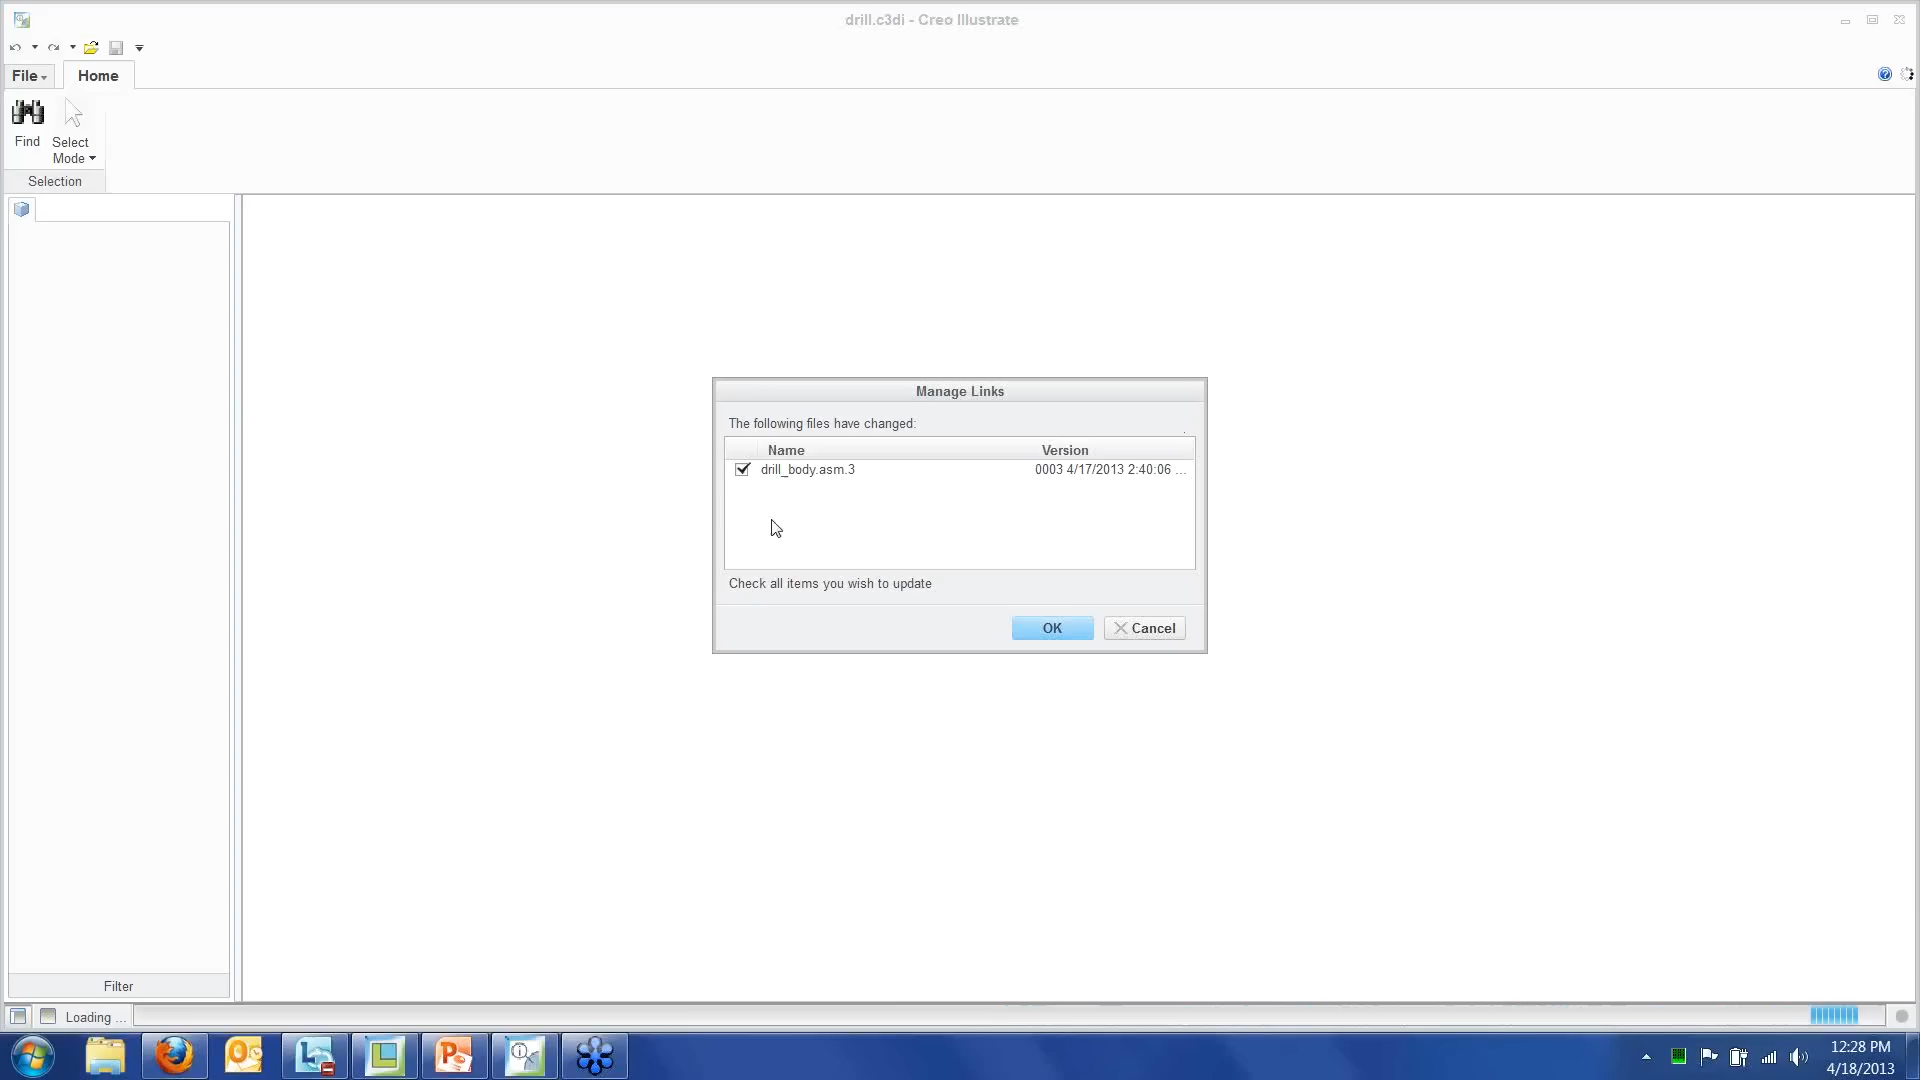 drill.c3di - Creo Illustrate
File
Home
Find
Select
Mode
Selection
Manage Links
The following files have changed:
Name Version
drill_body.asm.3 0003 4/17/2013 2:40:06 ...
Check all items you wish to update
OK Cancel
Filter
Loading ...
12:28 PM
4/18/2013